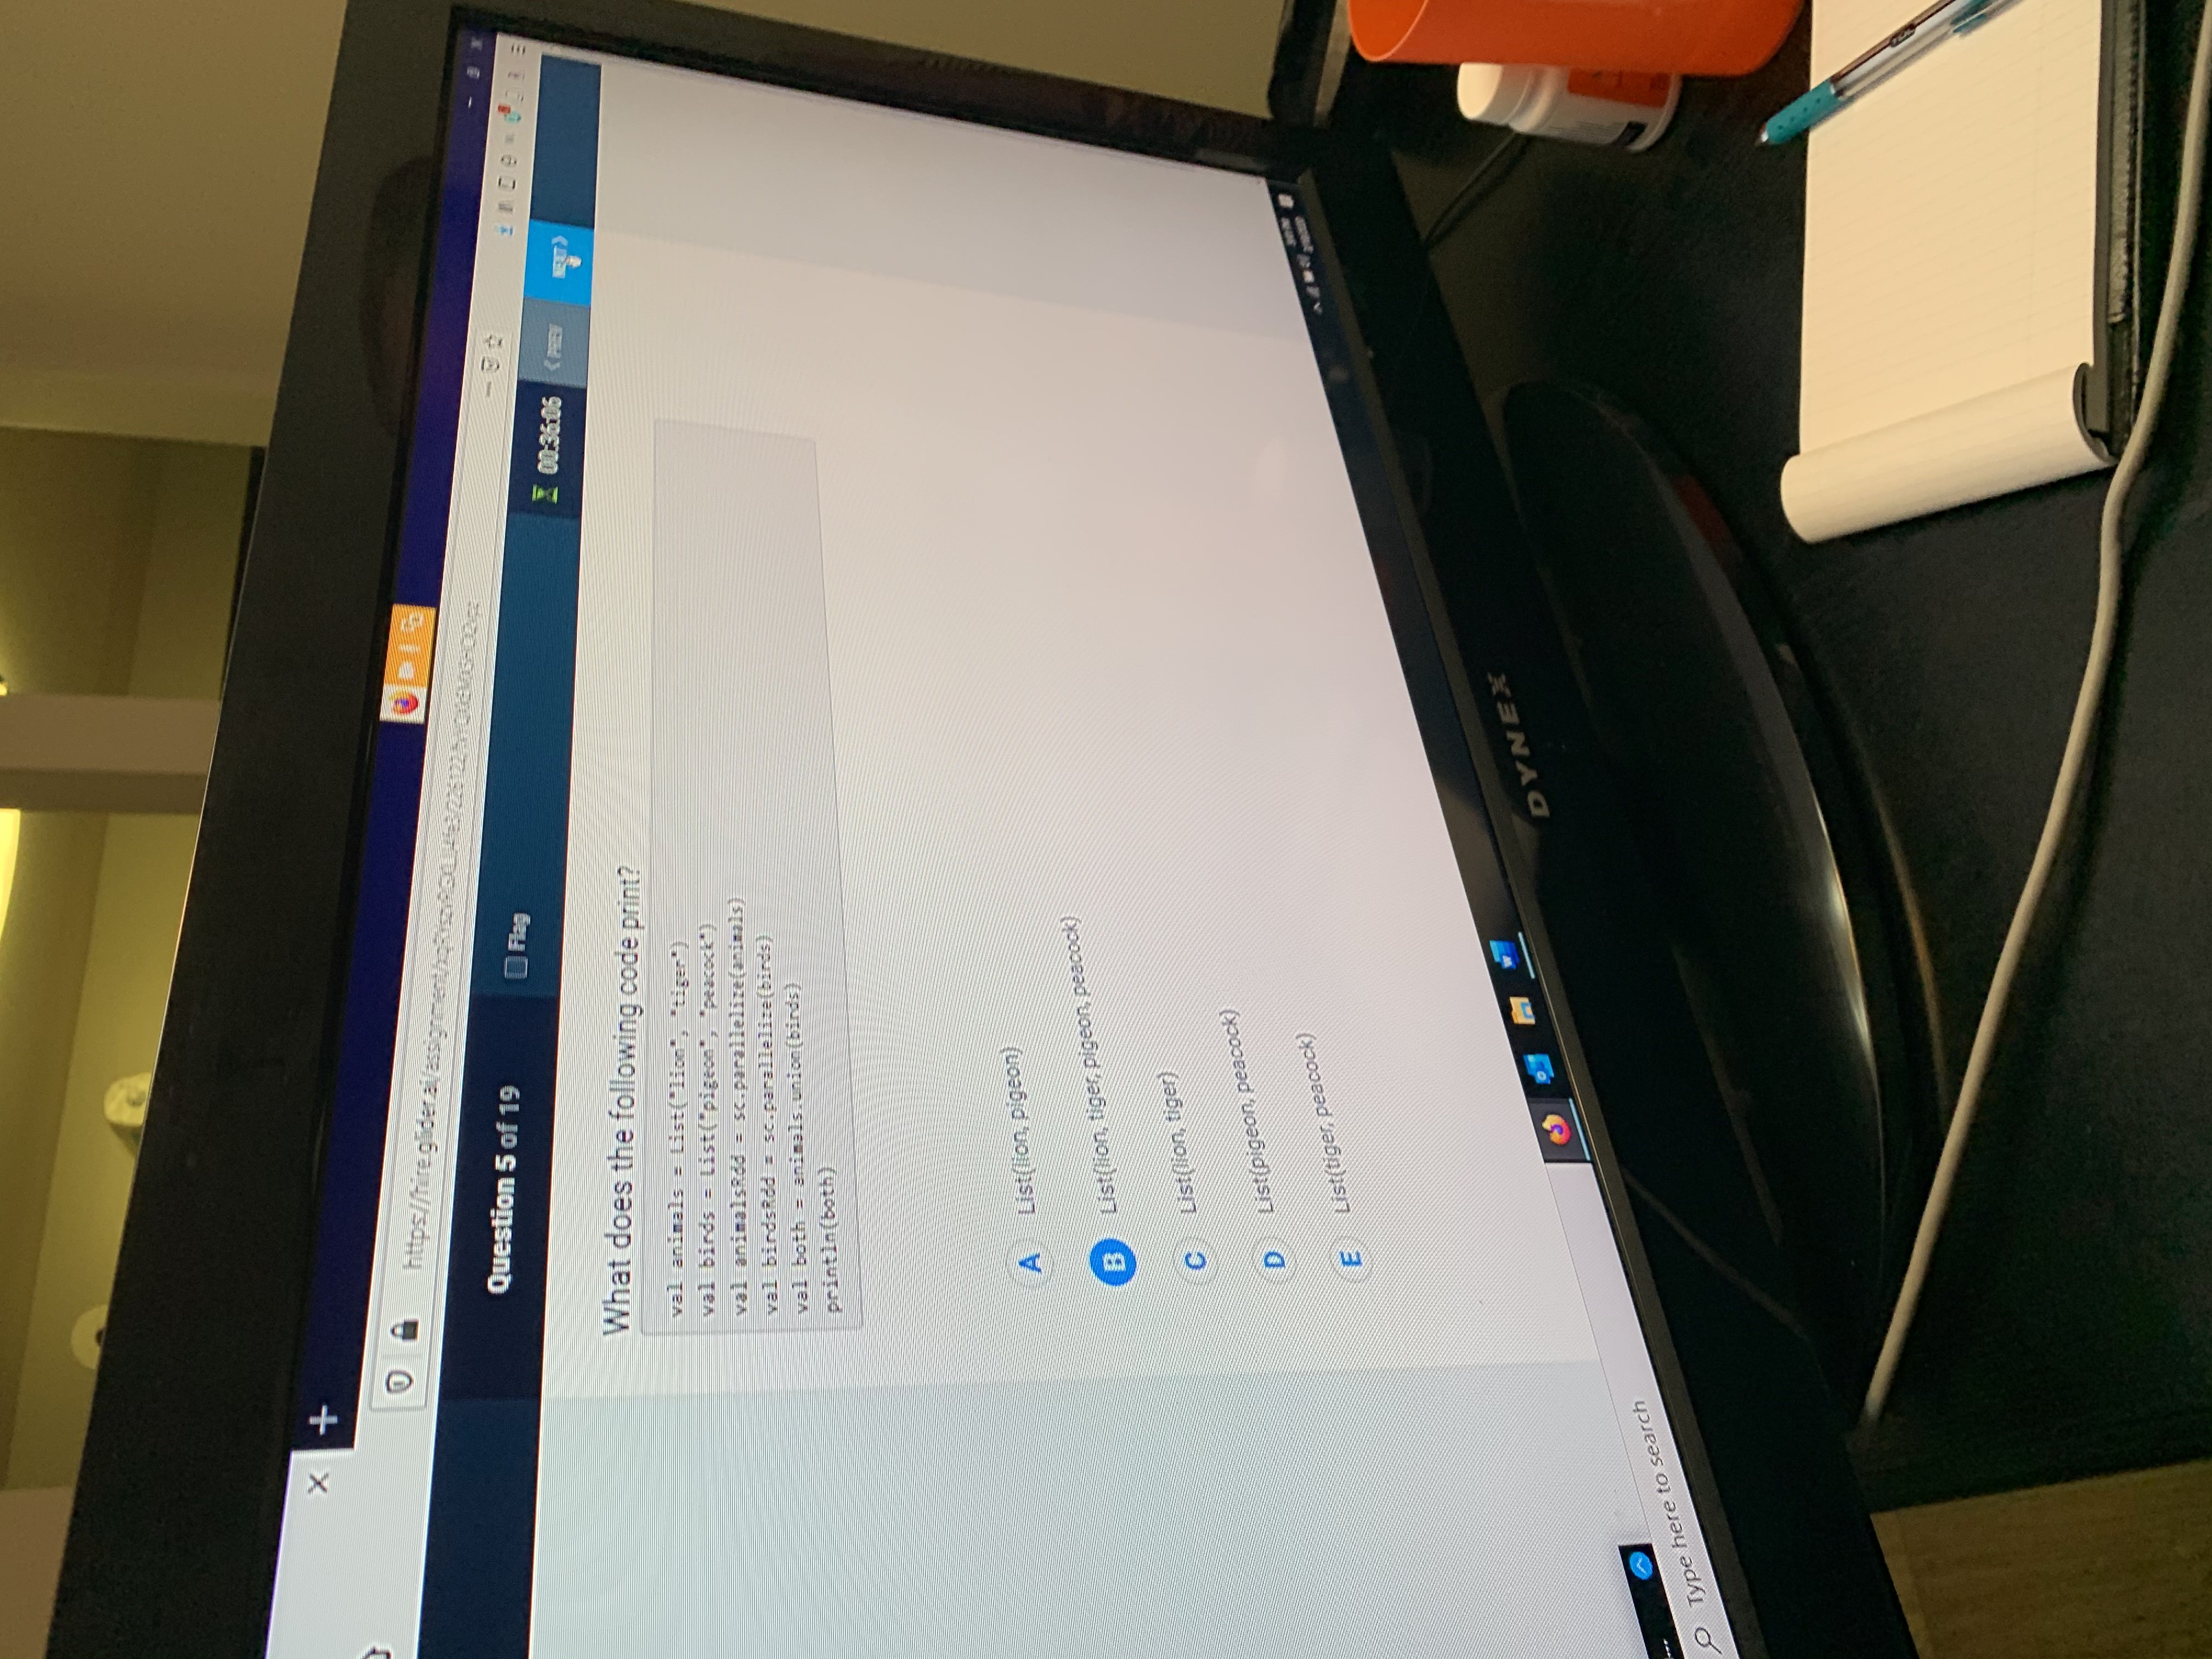 Question 5 of 19
Flag
00:36:06
PREV
NEXT
What does the following code print?
val animals = List("lion", "tiger")
val birds = List("pigeon", "peacock")
val animalsRdd = sc.parallelize(animals)
val birdsRdd = sc.parallelize(birds)
val both = animals.union(birds)
println(both)
A List(lion, pigeon)
B List(lion, tiger, pigeon, peacock)
C List(lion, tiger)
D List(pigeon, peacock)
E List(tiger, peacock)
Type here to search
DYNEX